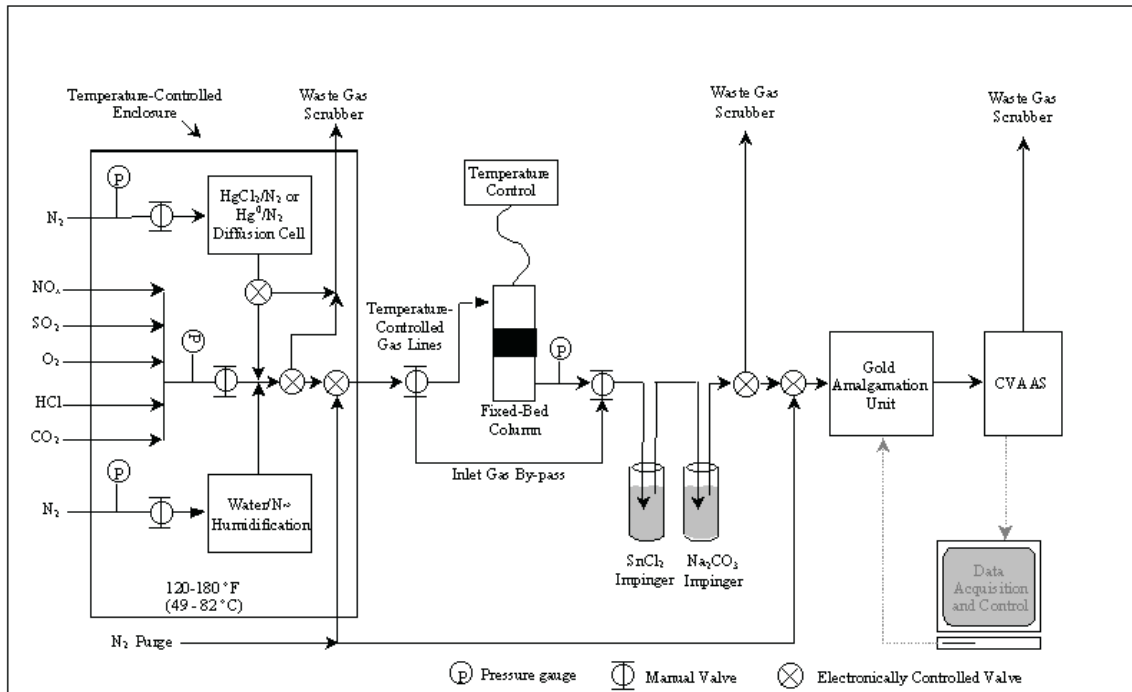 Temperature-Controlled
Enclosure
Waste Gas
Scrubber
Waste Gas
Scrubber
Waste Gas
Scrubber
P
N₂
HgCl₂/N₂ or
Hg⁰/N₂
Diffusion Cell
Temperature
Control
NOₓ
SO₂
O₂
HCl
CO₂
P
Temperature-
Controlled
Gas Lines
P
Fixed-Bed
Column
Inlet Gas By-pass
Gold
Amalgamation
Unit
CVAAS
P
N₂
Water/N~
Humidification
SnCl₂
Impinger
Na₂CO₃
Impinger
Data
Acquisition
and Control
120-180 °F
(49 - 82 °C)
N₂ Purge
P Pressure gauge
Manual Valve
Electronically Controlled Valve